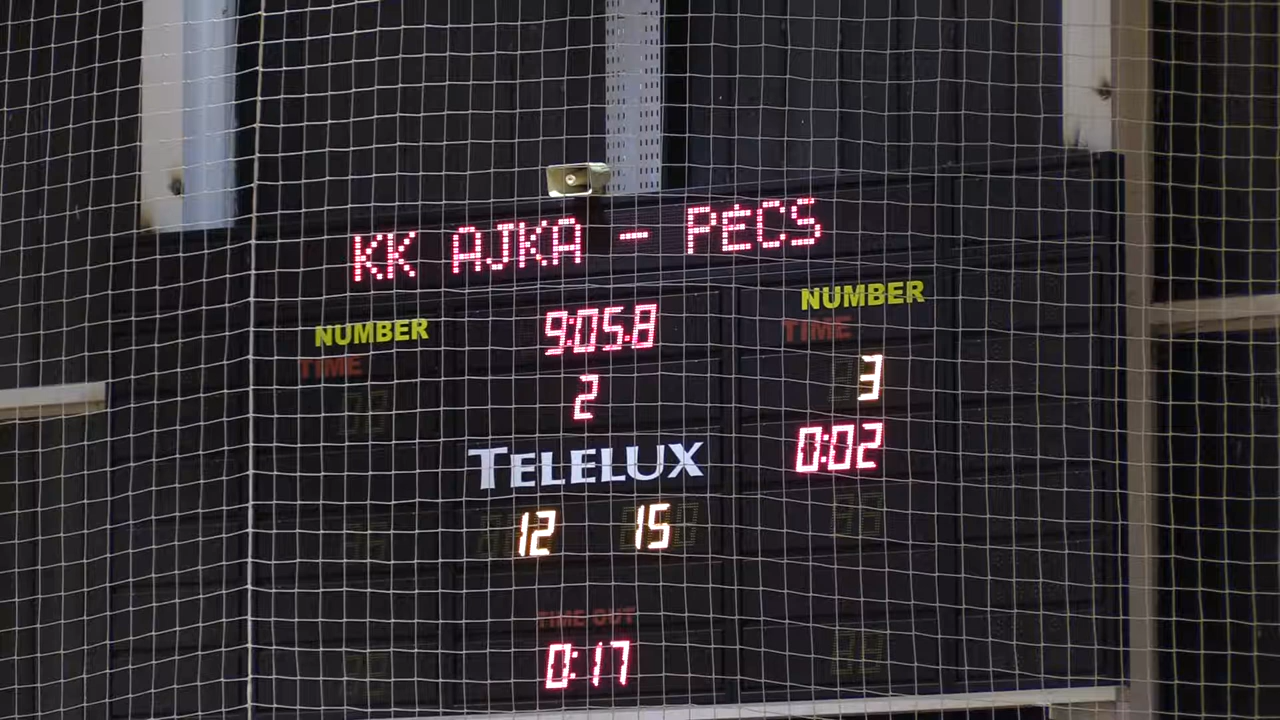 KK AJKA - PECS
NUMBER
TIME
9:05.8
2
NUMBER
TIME
3
0:02
TELELUX
12 15
TIME OUT
0:17